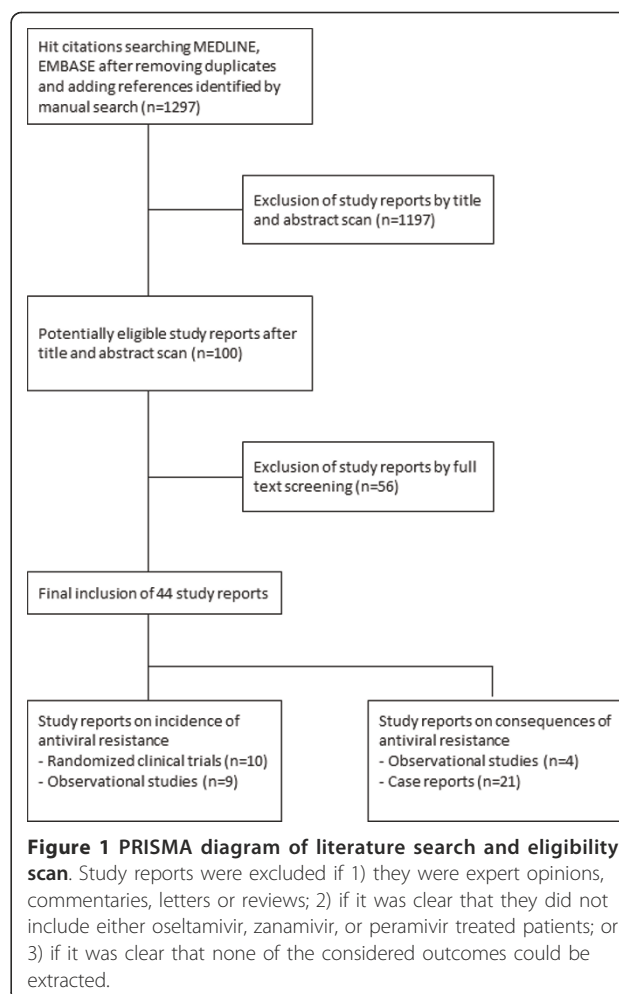 Hit citations searching MEDLINE,
EMBASE after removing duplicates
and adding references identified by
manual search (n=1297)
Exclusion of study reports by title
and abstract scan (n=1197)
Potentially eligible study reports after
title and abstract scan (n=100)
Exclusion of study reports by full
text screening (n=56)
Final inclusion of 44 study reports
Study reports on incidence of
antiviral resistance
- Randomized clinical trials (n=10)
- Observational studies (n=9)
Study reports on consequences of
antiviral resistance
- Observational studies (n=4)
- Case reports (n=21)
Figure 1 PRISMA diagram of literature search and eligibility
scan. Study reports were excluded if 1) they were expert opinions,
commentaries, letters or reviews; 2) if it was clear that they did not
include either oseltamivir, zanamivir, or peramivir treated patients; or
3) if it was clear that none of the considered outcomes could be
extracted.